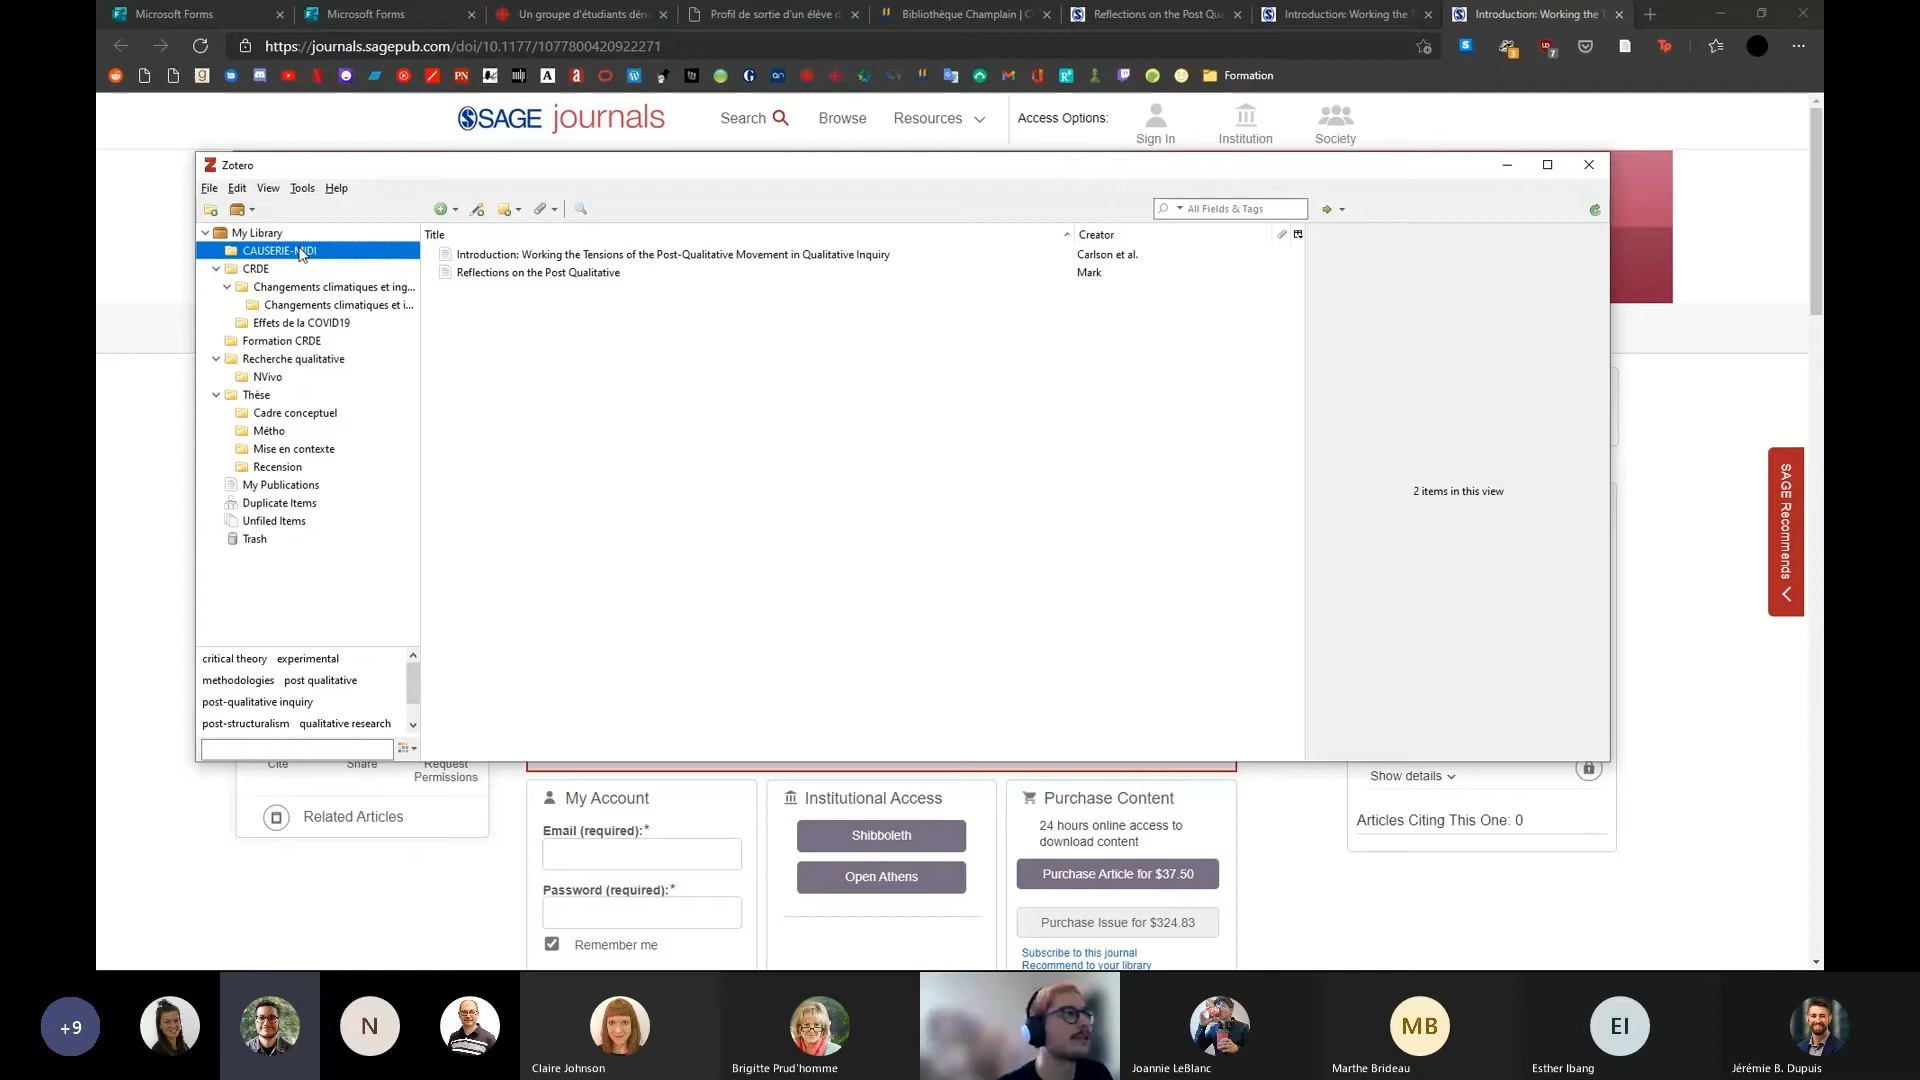 Microsoft Forms
Microsoft Forms
Un groupe d'étudiants dén
Profil de sortie d'un élève d
Bibliothèque Champlain | C
Reflections on the Post Qu
Introduction: Working the
Introduction: Working the
https://journals.sagepub.com/doi/10.1177/1077800420922271
Formation
SAGE journals
Search
Browse
Resources
Access Options:
Sign In
Institution
Society
Zotero
File
Edit
View
Tools
Help
All Fields & Tags
My Library
CAUSERIE-MIDI
CRDE
Changements climatiques et ing...
Changements climatiques et i...
Effets de la COVID19
Formation CRDE
Recherche qualitative
NVivo
Thèse
Cadre conceptuel
Métho
Mise en contexte
Recension
My Publications
Duplicate Items
Unfiled Items
Trash
Title
Creator
Introduction: Working the Tensions of the Post-Qualitative Movement in Qualitative Inquiry
Carlson et al.
Reflections on the Post Qualitative
Mark
2 items in this view
critical theory experimental
methodologies post qualitative
post-qualitative inquiry
post-structuralism qualitative research
SAGE Recommends
Cite
Share
Request
Permissions
Related Articles
My Account
Email (required):*
Password (required):*
Remember me
Institutional Access
Shibboleth
Open Athens
Purchase Content
24 hours online access to
download content
Purchase Article for $37.50
Purchase Issue for $324.83
Subscribe to this journal
Recommend to your library
Show details
Articles Citing This One: 0
+9
N
Claire Johnson
Brigitte Prud'homme
Joannie LeBlanc
MB
Marthe Brideau
EI
Esther Ibang
Jérémie B. Dupuis